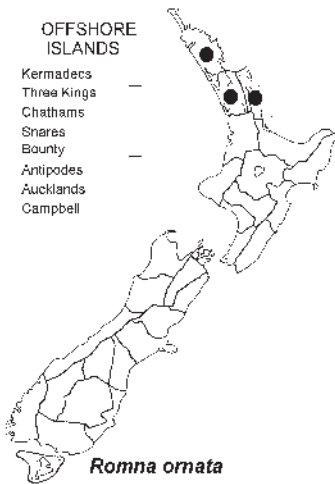 OFFSHORE
ISLANDS
Kermadecs
Three Kings
Chathams
Snares
Bounty
Antipodes
Aucklands
Campbell
Romna ornata